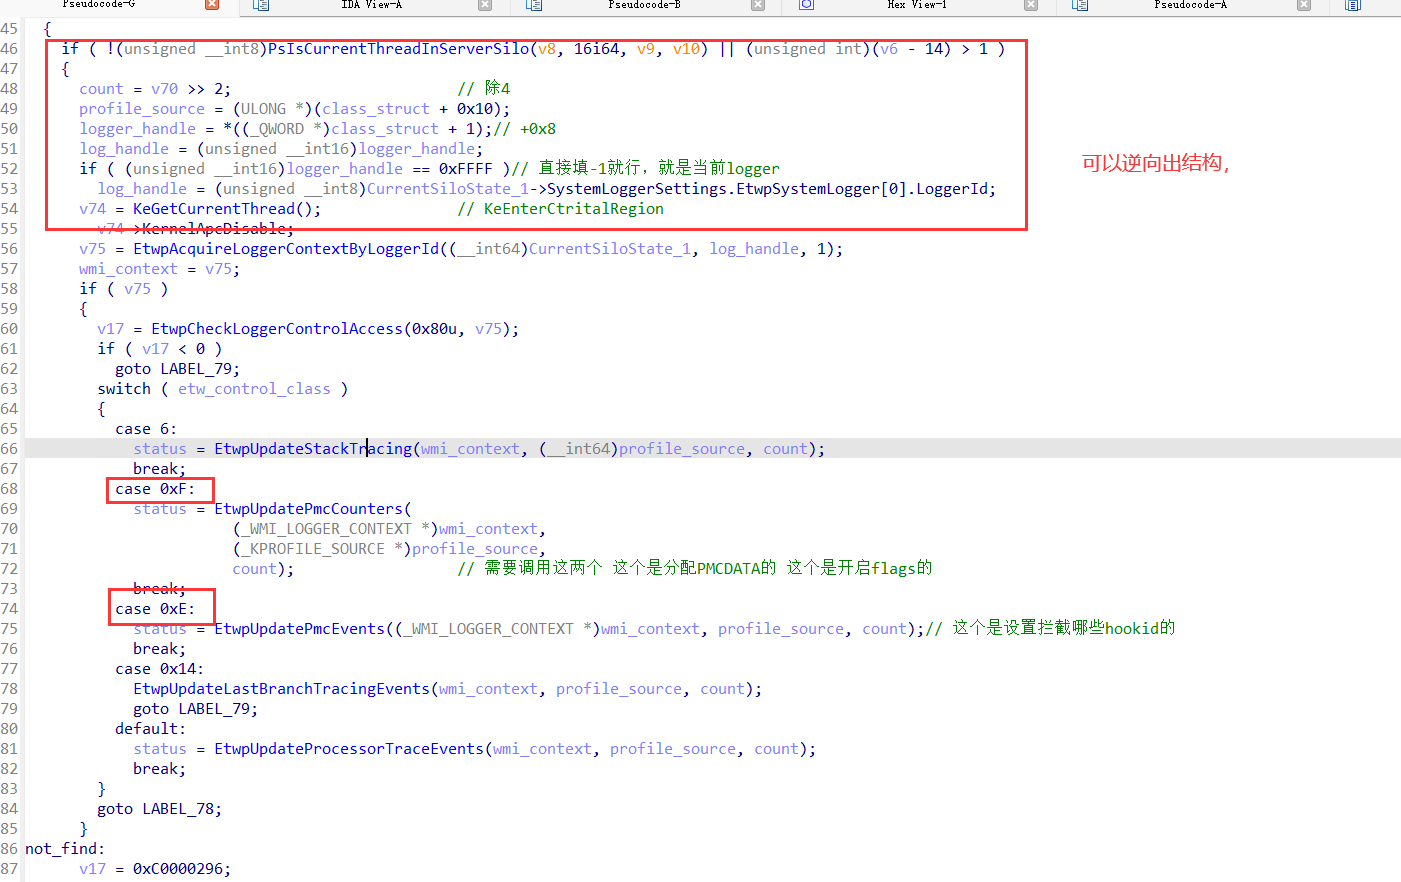 Pseudocode-G IDA View-A Pseudocode-B Hex View-1 Pseudocode-A
45 {
46 if ( !(unsigned __int8)PsIsCurrentThreadInServerSilo(v8, 16i64, v9, v10) || (unsigned int)(v6 - 14) > 1 )
47 {
48 count = v70 >> 2; // 除4
49 profile_source = (ULONG *)(class_struct + 0x10);
50 logger_handle = *((_QWORD *)class_struct + 1);// +0x8
51 log_handle = (unsigned __int16)logger_handle;
52 if ( (unsigned __int16)logger_handle == 0xFFFF )// 直接填-1就行，就是当前logger
可以逆向出结构，
53 log_handle = (unsigned __int8)CurrentSiloState_1->SystemLoggerSettings.EtwpSystemLogger[0].LoggerId;
54 v74 = KeGetCurrentThread(); // KeEnterCtritalRegion
55 v74->KernelApcDisable;
56 v75 = EtwpAcquireLoggerContextByLoggerId((__int64)CurrentSiloState_1, log_handle, 1);
57 wmi_context = v75;
58 if ( v75 )
59 {
60 v17 = EtwpCheckLoggerControlAccess(0x80u, v75);
61 if ( v17 < 0 )
62 goto LABEL_79;
63 switch ( etw_control_class )
64 {
65 case 6:
66 status = EtwpUpdateStackTracing(wmi_context, (__int64)profile_source, count);
67 break;
68 case 0xF:
69 status = EtwpUpdatePmcCounters(
70 (_WMI_LOGGER_CONTEXT *)wmi_context,
71 (_KPROFILE_SOURCE *)profile_source,
72 count); // 需要调用这两个 这个是分配PMCDATA的 这个是开启flags的
73 break;
74 case 0xE:
75 status = EtwpUpdatePmcEvents((_WMI_LOGGER_CONTEXT *)wmi_context, profile_source, count);// 这个是设置拦截哪些hookid的
76 break;
77 case 0x14:
78 EtwpUpdateLastBranchTracingEvents(wmi_context, profile_source, count);
79 goto LABEL_79;
80 default:
81 status = EtwpUpdateProcessorTraceEvents(wmi_context, profile_source, count);
82 break;
83 }
84 goto LABEL_78;
85 }
86 not_find:
87 v17 = 0xC0000296;